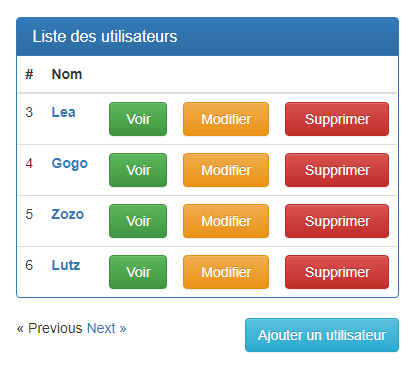 Liste des utilisateurs
# Nom
3 Lea Voir Modifier Supprimer
4 Gogo Voir Modifier Supprimer
5 Zozo Voir Modifier Supprimer
6 Lutz Voir Modifier Supprimer
« Previous Next » Ajouter un utilisateur